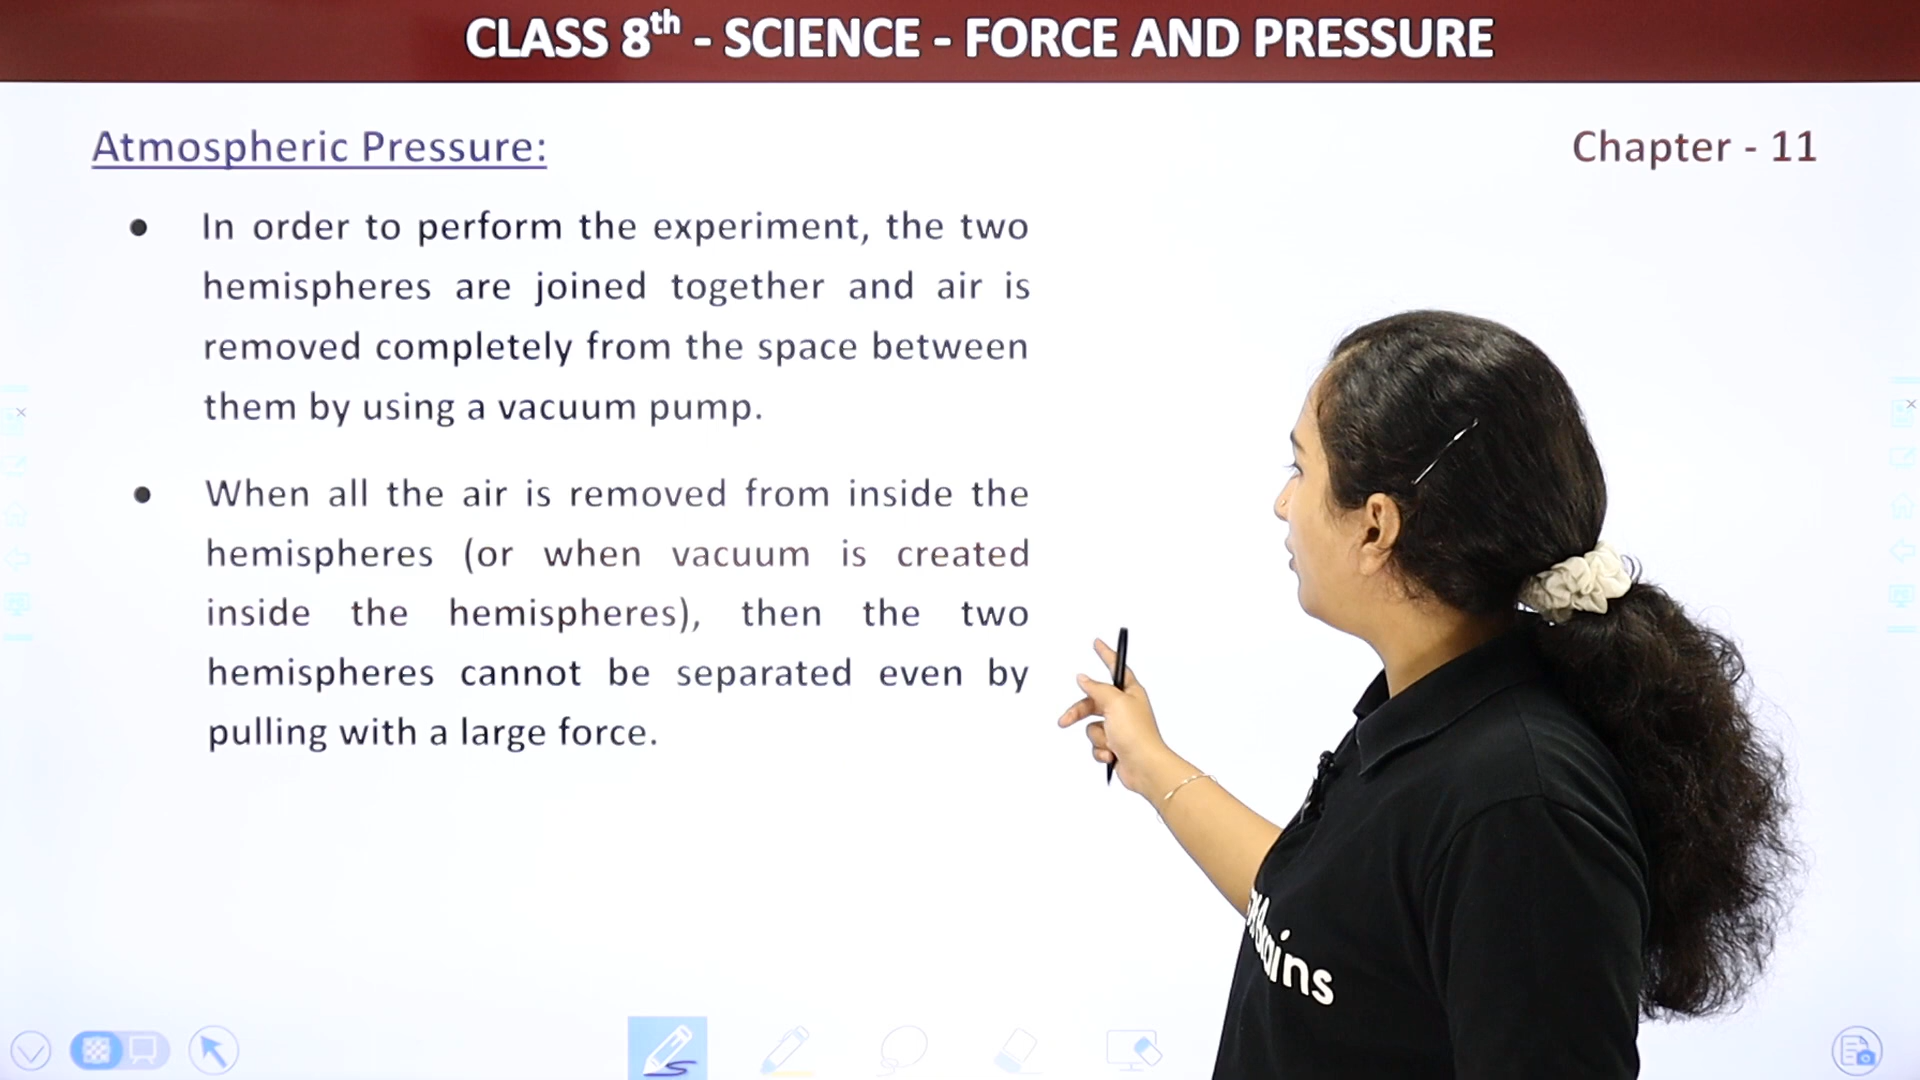 CLASS 8th - SCIENCE - FORCE AND PRESSURE
Atmospheric Pressure:
Chapter - 11
● In order to perform the experiment, the two
hemispheres are joined together and air is
removed completely from the space between
them by using a vacuum pump.
● When all the air is removed from inside the
hemispheres (or when vacuum is created
inside the hemispheres), then the two
hemispheres cannot be separated even by
pulling with a large force.